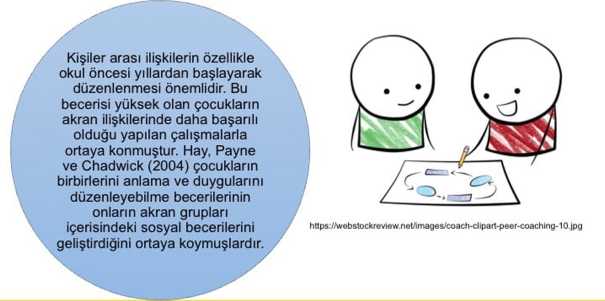 Kişiler arası ilişkilerin özellikle
okul öncesi yıllardan başlayarak
düzenlenmesi önemlidir. Bu
becerisi yüksek olan çocukların
akran ilişkilerinde daha başarılı
olduğu yapılan çalışmalarla
ortaya konmuştur. Hay, Payne
ve Chadwick (2004) çocukların
birbirlerini anlama ve duygularını
düzenleyebilme becerilerinin
onların akran grupları
içerisindeki sosyal becerilerini
geliştirdiğini ortaya koymuşlardır.
https://webstockreview.net/images/coach-clipart-peer-coaching-10.jpg